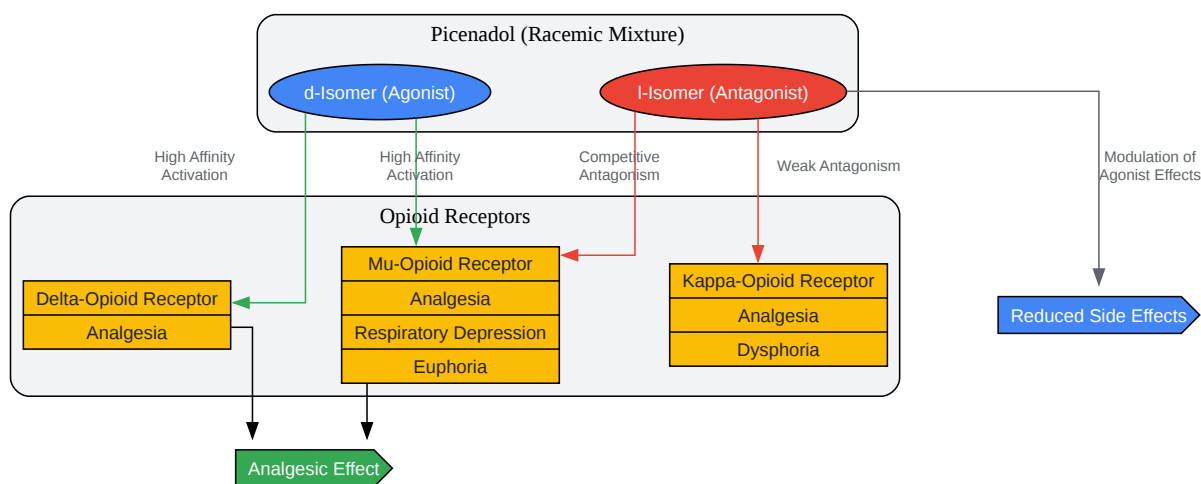 Picenadol (Racemic Mixture)
d-Isomer (Agonist)
l-Isomer (Antagonist)
High Affinity
Activation
High Affinity
Activation
Competitive
Antagonism
Weak Antagonism
Modulation of
Agonist Effects
Opioid Receptors
Delta-Opioid Receptor
Analgesia
Mu-Opioid Receptor
Analgesia
Respiratory Depression
Euphoria
Kappa-Opioid Receptor
Analgesia
Dysphoria
Reduced Side Effects
Analgesic Effect